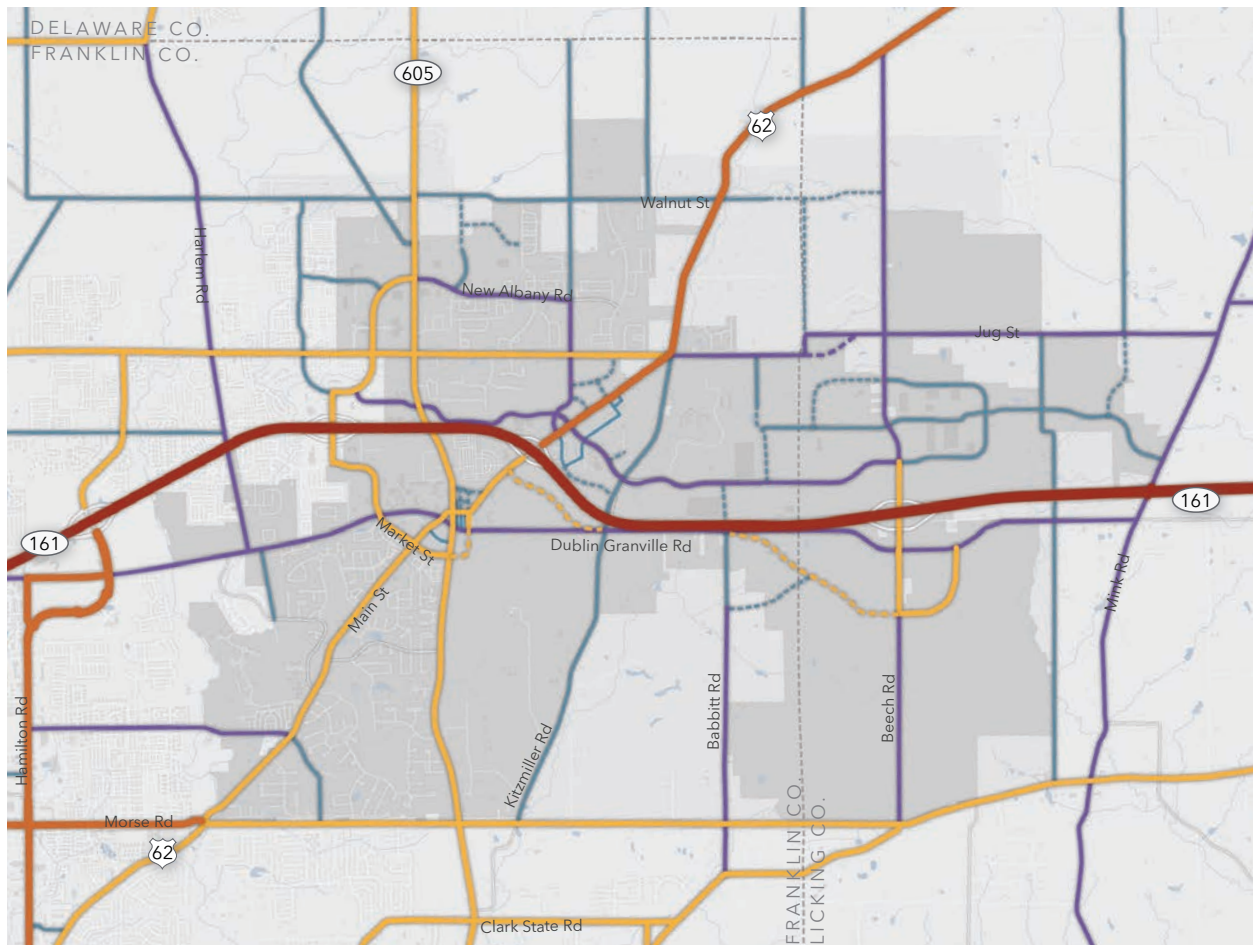 DELAWARE CO.
FRANKLIN CO.
605
62
Walnut St
Harlem Rd
New Albany Rd
Jug St
161
161
Market St
Dublin Granville Rd
Main St
Mink Rd
Hamilton Rd
Babbitt Rd
Beech Rd
Kitzmiller Rd
Morse Rd
62
FRANKLIN CO.
LICKING CO.
Clark State Rd